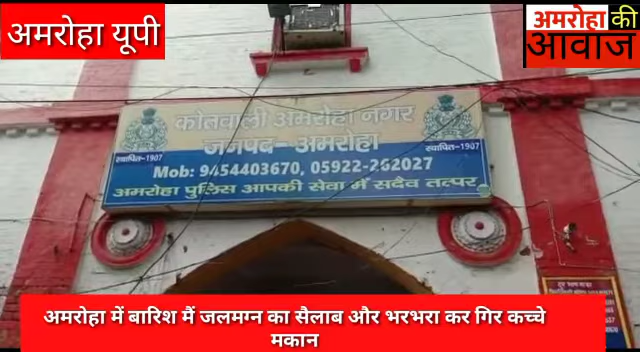 अमरोहा यूपी
अमरोहा की
आवाज
कोतवाली अमरोहा नगर
जनपद- अमरोहा
स्थापित-1907
स्थापित-1907
Mob: 9454403670, 05922-262027
अमरोहा पुलिस आपकी सेवा में सदैव तत्पर
अमरोहा में बारिश मैं जलमग्न का सैलाब और भरभरा कर गिर कच्चे
मकान